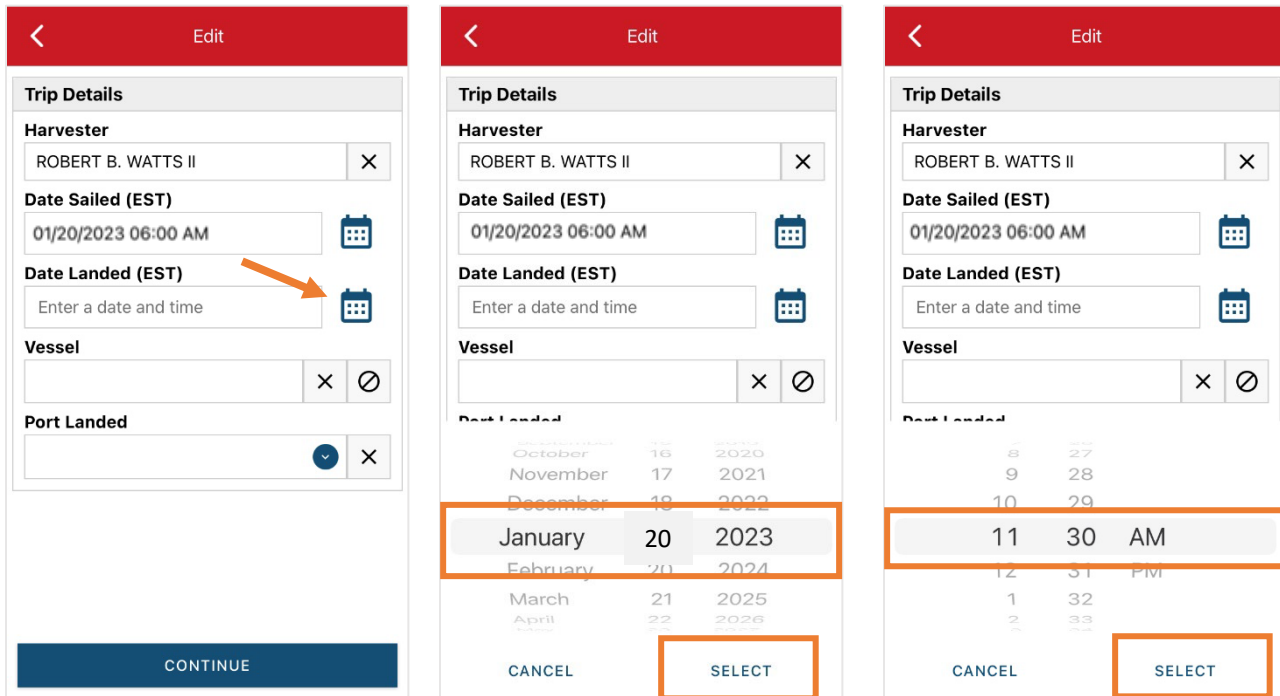 Edit
Trip Details
Harvester
ROBERT B. WATTS II
Date Sailed (EST)
01/20/2023 06:00 AM
Date Landed (EST)
Enter a date and time
Vessel
Port Landed
CONTINUE
Edit
Trip Details
Harvester
ROBERT B. WATTS II
Date Sailed (EST)
01/20/2023 06:00 AM
Date Landed (EST)
Enter a date and time
Vessel
Port Landed
October 16 2020
November 17 2021
December 18 2022
January 20 2023
February 20 2024
March 21 2025
April 22 2026
CANCEL SELECT
Edit
Trip Details
Harvester
ROBERT B. WATTS II
Date Sailed (EST)
01/20/2023 06:00 AM
Date Landed (EST)
Enter a date and time
Vessel
Port Landed
8 27
9 28
10 29
11 30 AM
12 31 PM
1 32
2 33
CANCEL SELECT